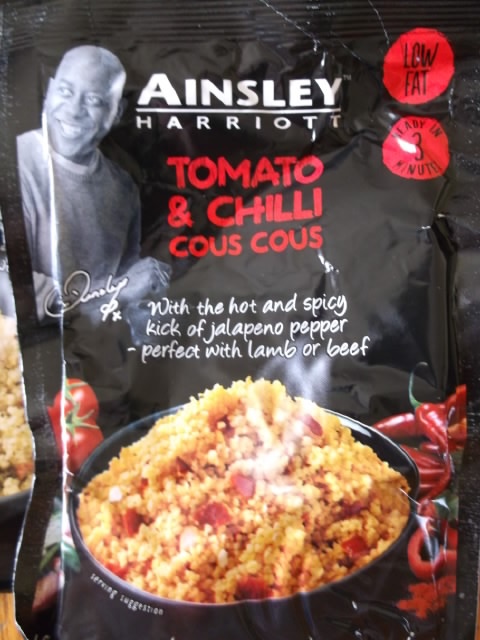 AINSLEY
HARRIOTT
LOW
FAT
READY IN
3
MINUTES
TOMATO
& CHILLI
COUS COUS
Ainsley
With the hot and spicy
kick of jalapeno pepper
- perfect with lamb or beef
serving suggestion